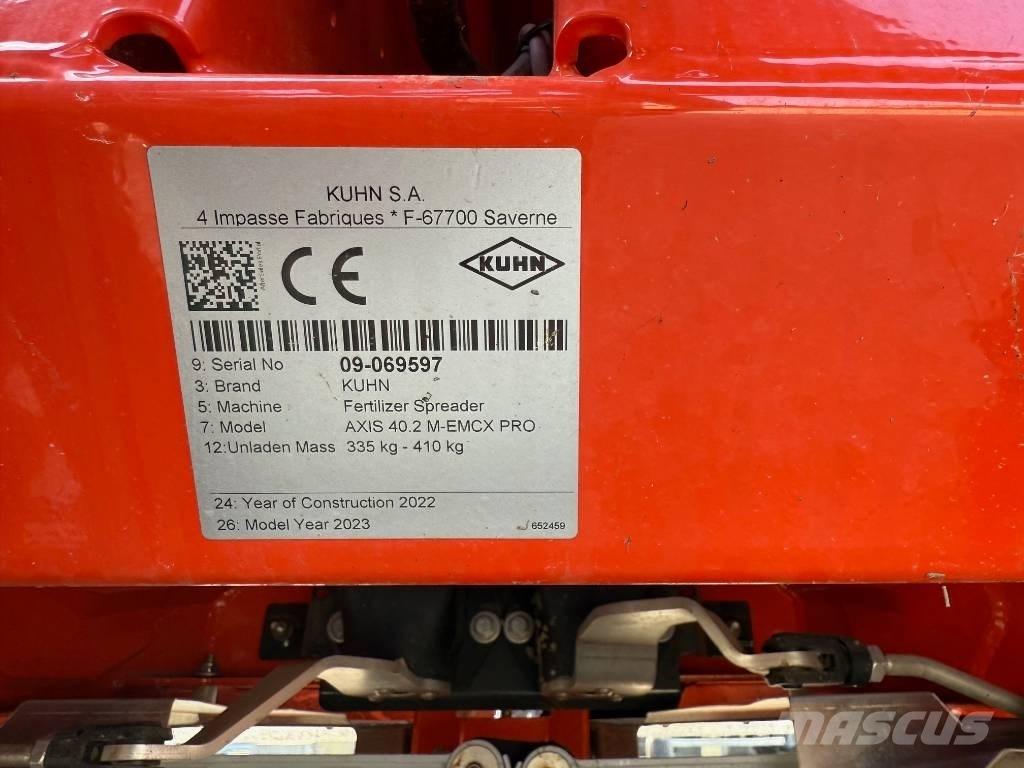 KUHN S.A.
4 Impasse Fabriques * F-67700 Saverne
CE
KUHN
9: Serial No 09-069597
3: Brand KUHN
5: Machine Fertilizer Spreader
7: Model AXIS 40.2 M-EMCX PRO
12:Unladen Mass 335 kg - 410 kg
24: Year of Construction 2022
26: Model Year 2023
652459
MASCUS